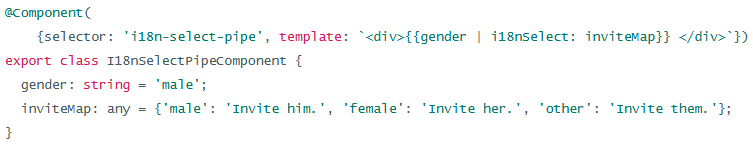 @Component(
    {selector: 'i18n-select-pipe', template: `<div>{{gender | i18nSelect: inviteMap}} </div>`})
export class I18nSelectPipeComponent {
  gender: string = 'male';
  inviteMap: any = {'male': 'Invite him.', 'female': 'Invite her.', 'other': 'Invite them.'};
}